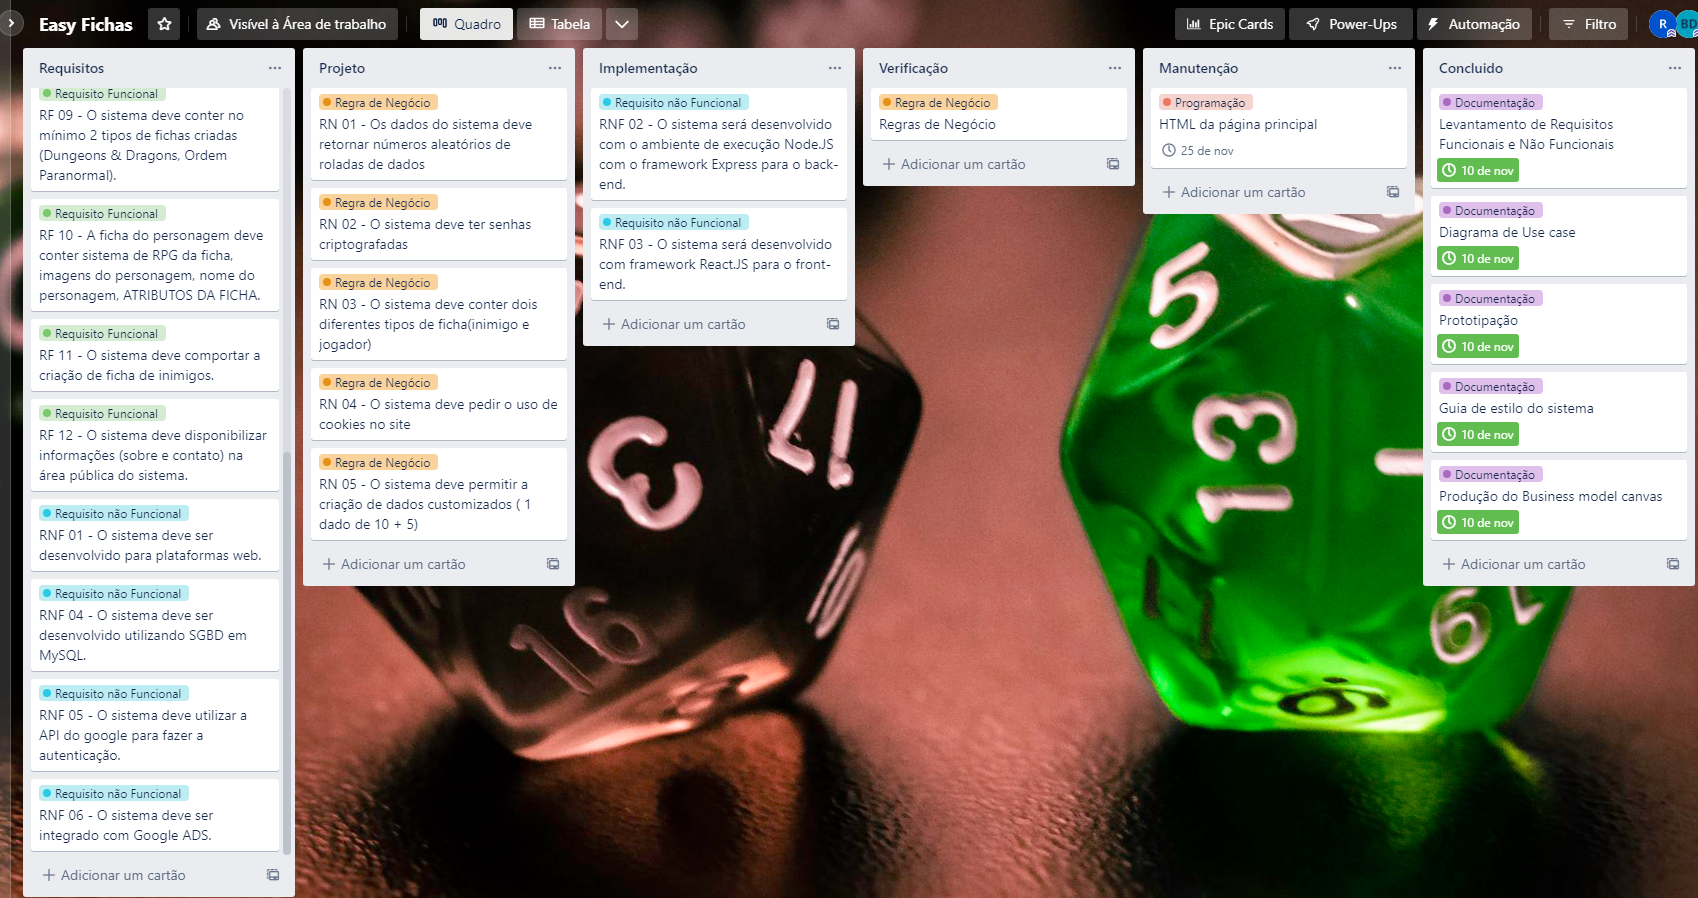 Easy Fichas
Visível à Área de trabalho
Quadro
Tabela
Epic Cards
Power-Ups
Automação
Filtro
R
BD
Requisitos
Requisito Funcional
RF 09 - O sistema deve conter no
mínimo 2 tipos de fichas criadas
(Dungeons & Dragons, Ordem
Paranormal).
Requisito Funcional
RF 10 - A ficha do personagem deve
conter sistema de RPG da ficha,
imagens do personagem, nome do
personagem, ATRIBUTOS DA FICHA.
Requisito Funcional
RF 11 - O sistema deve comportar a
criação de ficha de inimigos.
Requisito Funcional
RF 12 - O sistema deve disponibilizar
informações (sobre e contato) na
área pública do sistema.
Requisito não Funcional
RNF 01 - O sistema deve ser
desenvolvido para plataformas web.
Requisito não Funcional
RNF 04 - O sistema deve ser
desenvolvido utilizando SGBD em
MySQL.
Requisito não Funcional
RNF 05 - O sistema deve utilizar a
API do google para fazer a
autenticação.
Requisito não Funcional
RNF 06 - O sistema deve ser
integrado com Google ADS.
+ Adicionar um cartão
Projeto
Regra de Negócio
RN 01 - Os dados do sistema deve
retornar números aleatórios de
roladas de dados
Regra de Negócio
RN 02 - O sistema deve ter senhas
criptografadas
Regra de Negócio
RN 03 - O sistema deve conter dois
diferentes tipos de ficha(inimigo e
jogador)
Regra de Negócio
RN 04 - O sistema deve pedir o uso de
cookies no site
Regra de Negócio
RN 05 - O sistema deve permitir a
criação de dados customizados ( 1
dado de 10 + 5)
+ Adicionar um cartão
Implementação
Requisito não Funcional
RNF 02 - O sistema será desenvolvido
com o ambiente de execução Node.JS
com o framework Express para o back-
end.
Requisito não Funcional
RNF 03 - O sistema será desenvolvido
com framework React.JS para o front-
end.
+ Adicionar um cartão
Verificação
Regra de Negócio
Regras de Negócio
+ Adicionar um cartão
Manutenção
Programação
HTML da página principal
25 de nov
+ Adicionar um cartão
Concluido
Documentação
Levantamento de Requisitos
Funcionais e Não Funcionais
10 de nov
Documentação
Diagrama de Use case
10 de nov
Documentação
Prototipação
10 de nov
Documentação
Guia de estilo do sistema
10 de nov
Documentação
Produção do Business model canvas
10 de nov
+ Adicionar um cartão
3
17
16
10
5
13
1
11
19
12
9